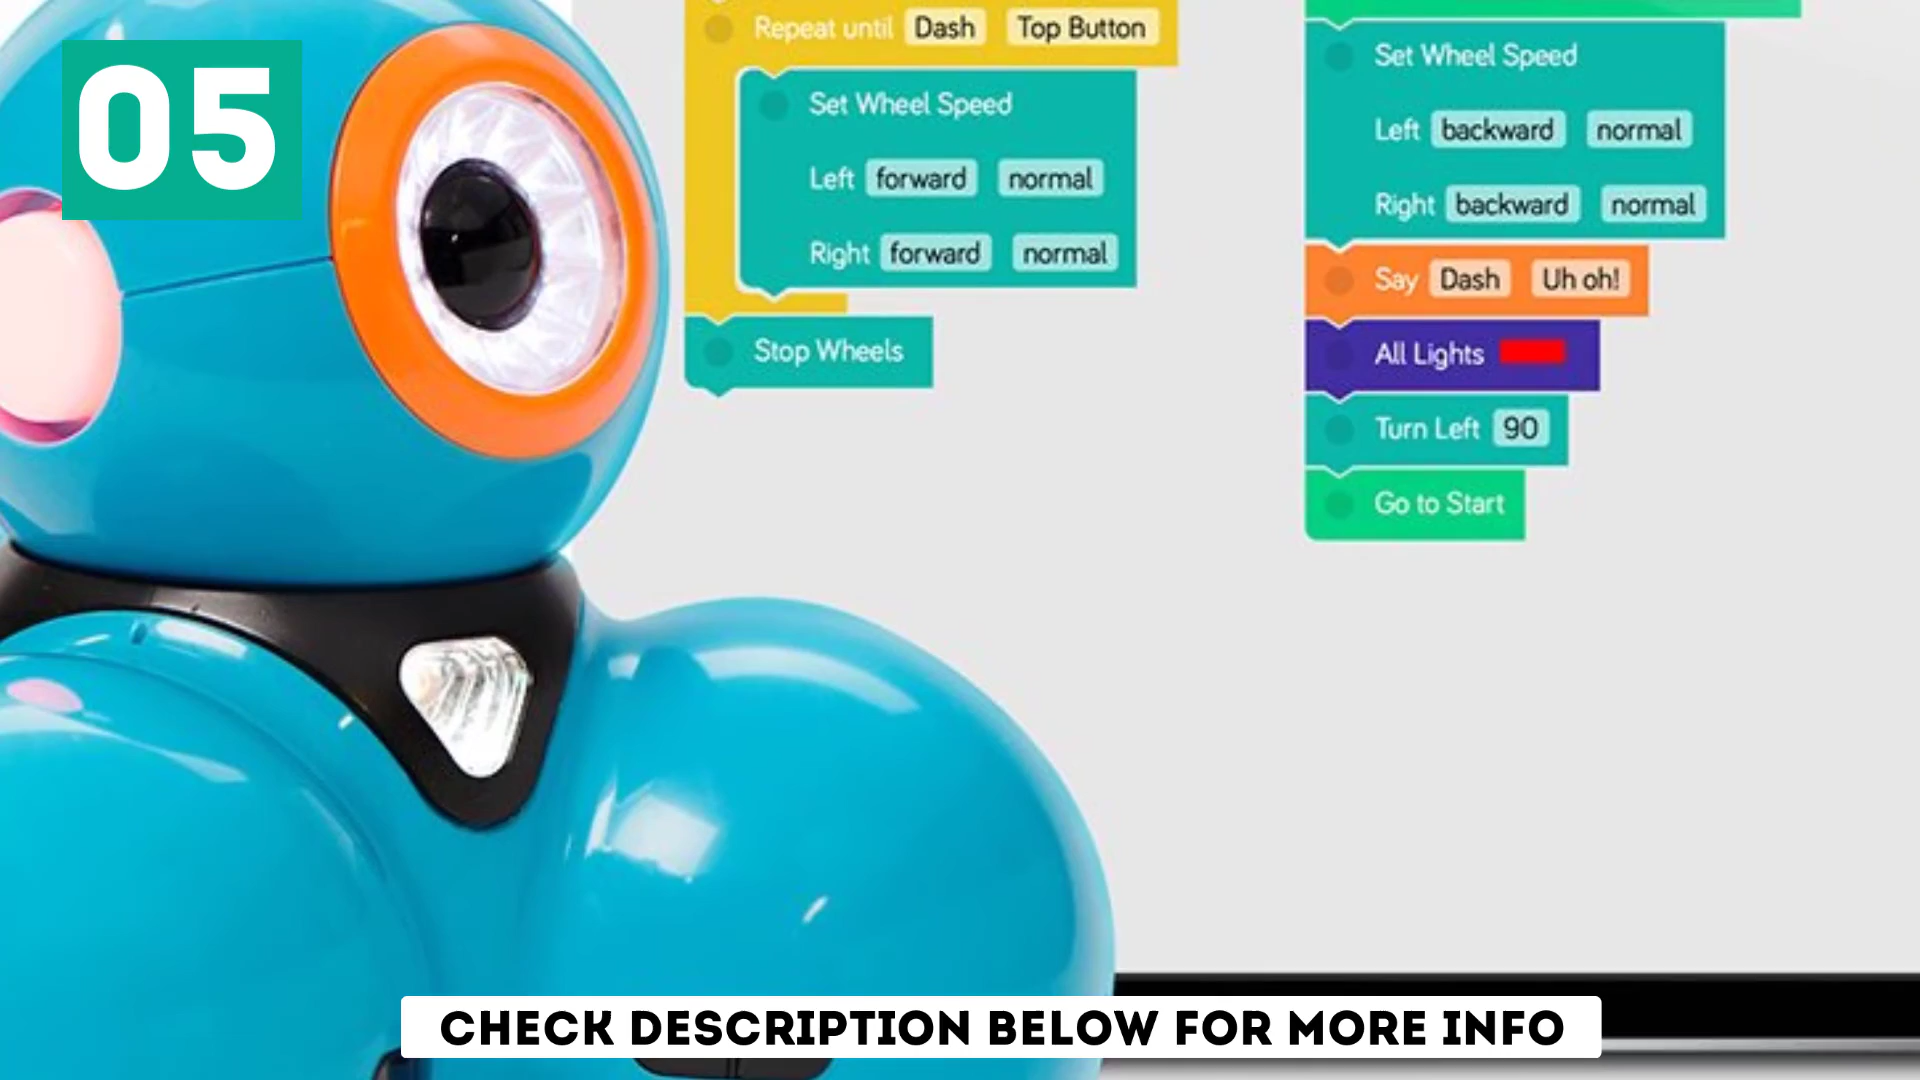 05
Repeat until Dash Top Button
Set Wheel Speed
Left forward normal
Right forward normal
Stop Wheels
Set Wheel Speed
Left backward normal
Right backward normal
Say Dash Uh oh!
All Lights
Turn Left 90
Go to Start
CHECK DESCRIPTION BELOW FOR MORE INFO